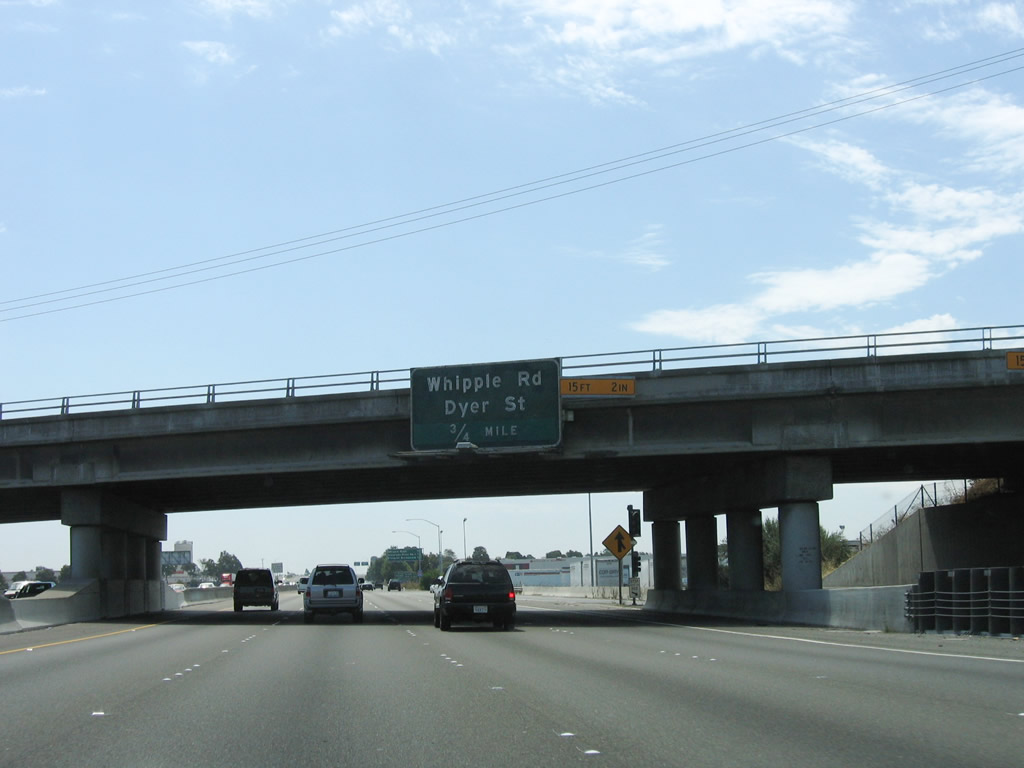 Whipple Rd
Dyer St
3/4 MILE
15FT 2IN